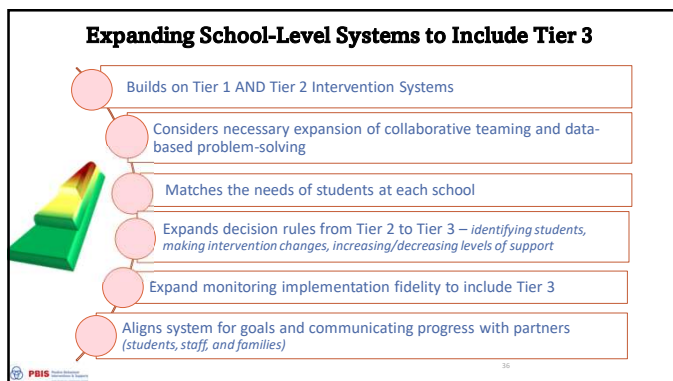 Expanding School-Level Systems to Include Tier 3
Builds on Tier 1 AND Tier 2 Intervention Systems
Considers necessary expansion of collaborative teaming and data-
based problem-solving
Matches the needs of students at each school
Expands decision rules from Tier 2 to Tier 3 – identifying students,
making intervention changes, increasing/decreasing levels of support
Expand monitoring implementation fidelity to include Tier 3
Aligns system for goals and communicating progress with partners
(students, staff, and families)
36
PBIS